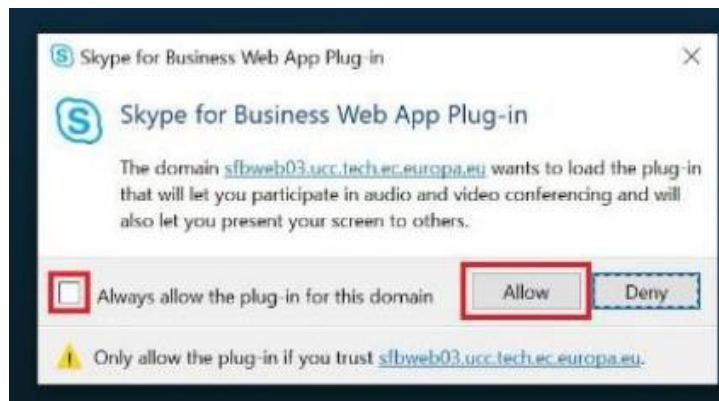 Skype for Business Web App Plug-in
Skype for Business Web App Plug-in
The domain sfbweb03.ucc.tech.ec.europa.eu wants to load the plug-in
that will let you participate in audio and video conferencing and will
also let you present your screen to others.
Always allow the plug-in for this domain
Allow
Deny
Only allow the plug-in if you trust sfbweb03.ucc.tech.ec.europa.eu.